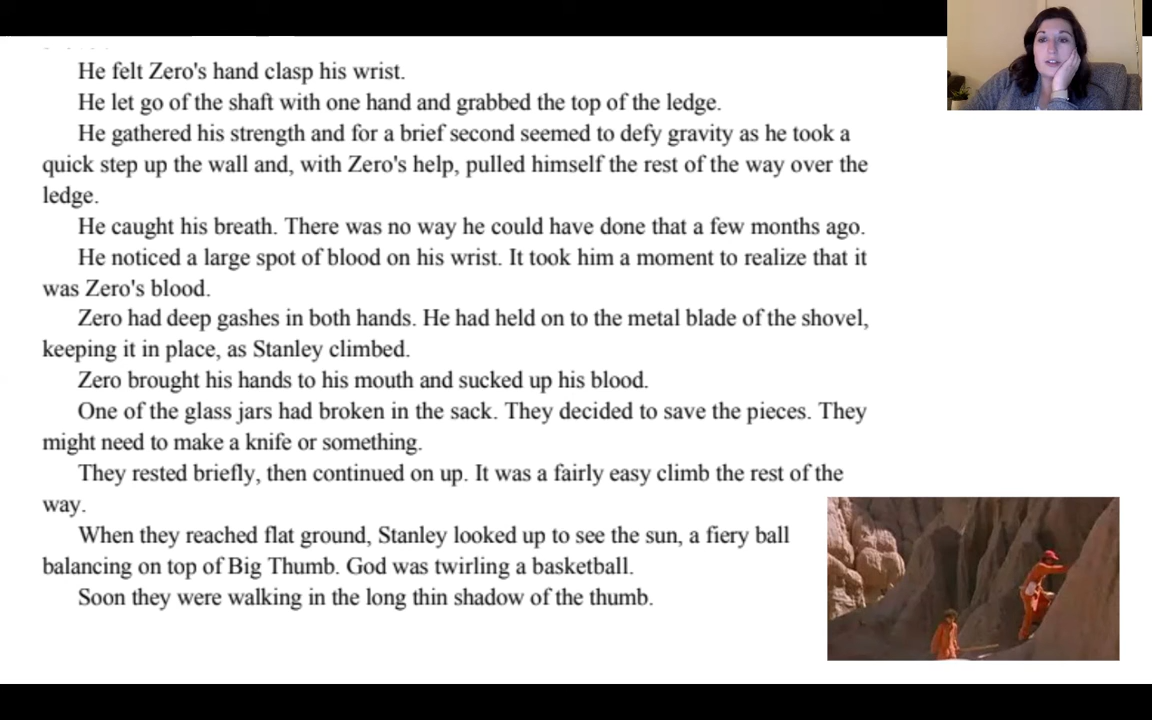 He felt Zero's hand clasp his wrist.
He let go of the shaft with one hand and grabbed the top of the ledge.
He gathered his strength and for a brief second seemed to defy gravity as he took a
quick step up the wall and, with Zero's help, pulled himself the rest of the way over the
ledge.
He caught his breath. There was no way he could have done that a few months ago.
He noticed a large spot of blood on his wrist. It took him a moment to realize that it
was Zero's blood.
Zero had deep gashes in both hands. He had held on to the metal blade of the shovel,
keeping it in place, as Stanley climbed.
Zero brought his hands to his mouth and sucked up his blood.
One of the glass jars had broken in the sack. They decided to save the pieces. They
might need to make a knife or something.
They rested briefly, then continued on up. It was a fairly easy climb the rest of the
way.
When they reached flat ground, Stanley looked up to see the sun, a fiery ball
balancing on top of Big Thumb. God was twirling a basketball.
Soon they were walking in the long thin shadow of the thumb.